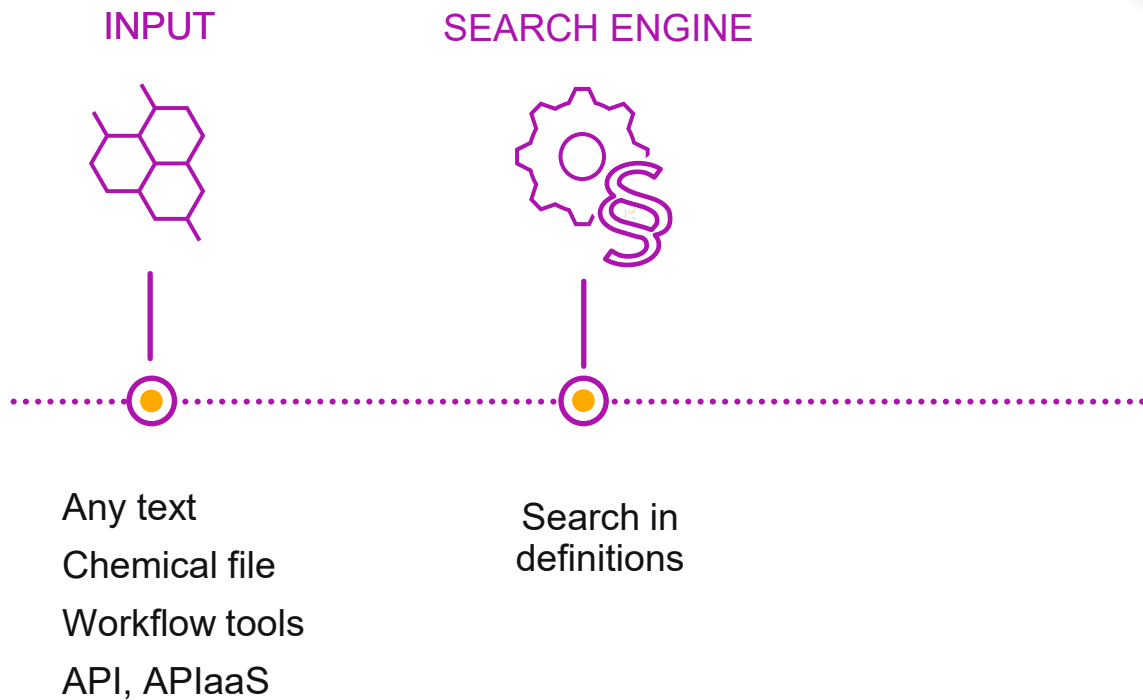 INPUT
SEARCH ENGINE
§
Any text
Chemical file
Workflow tools
API, APIaaS
Search in
definitions